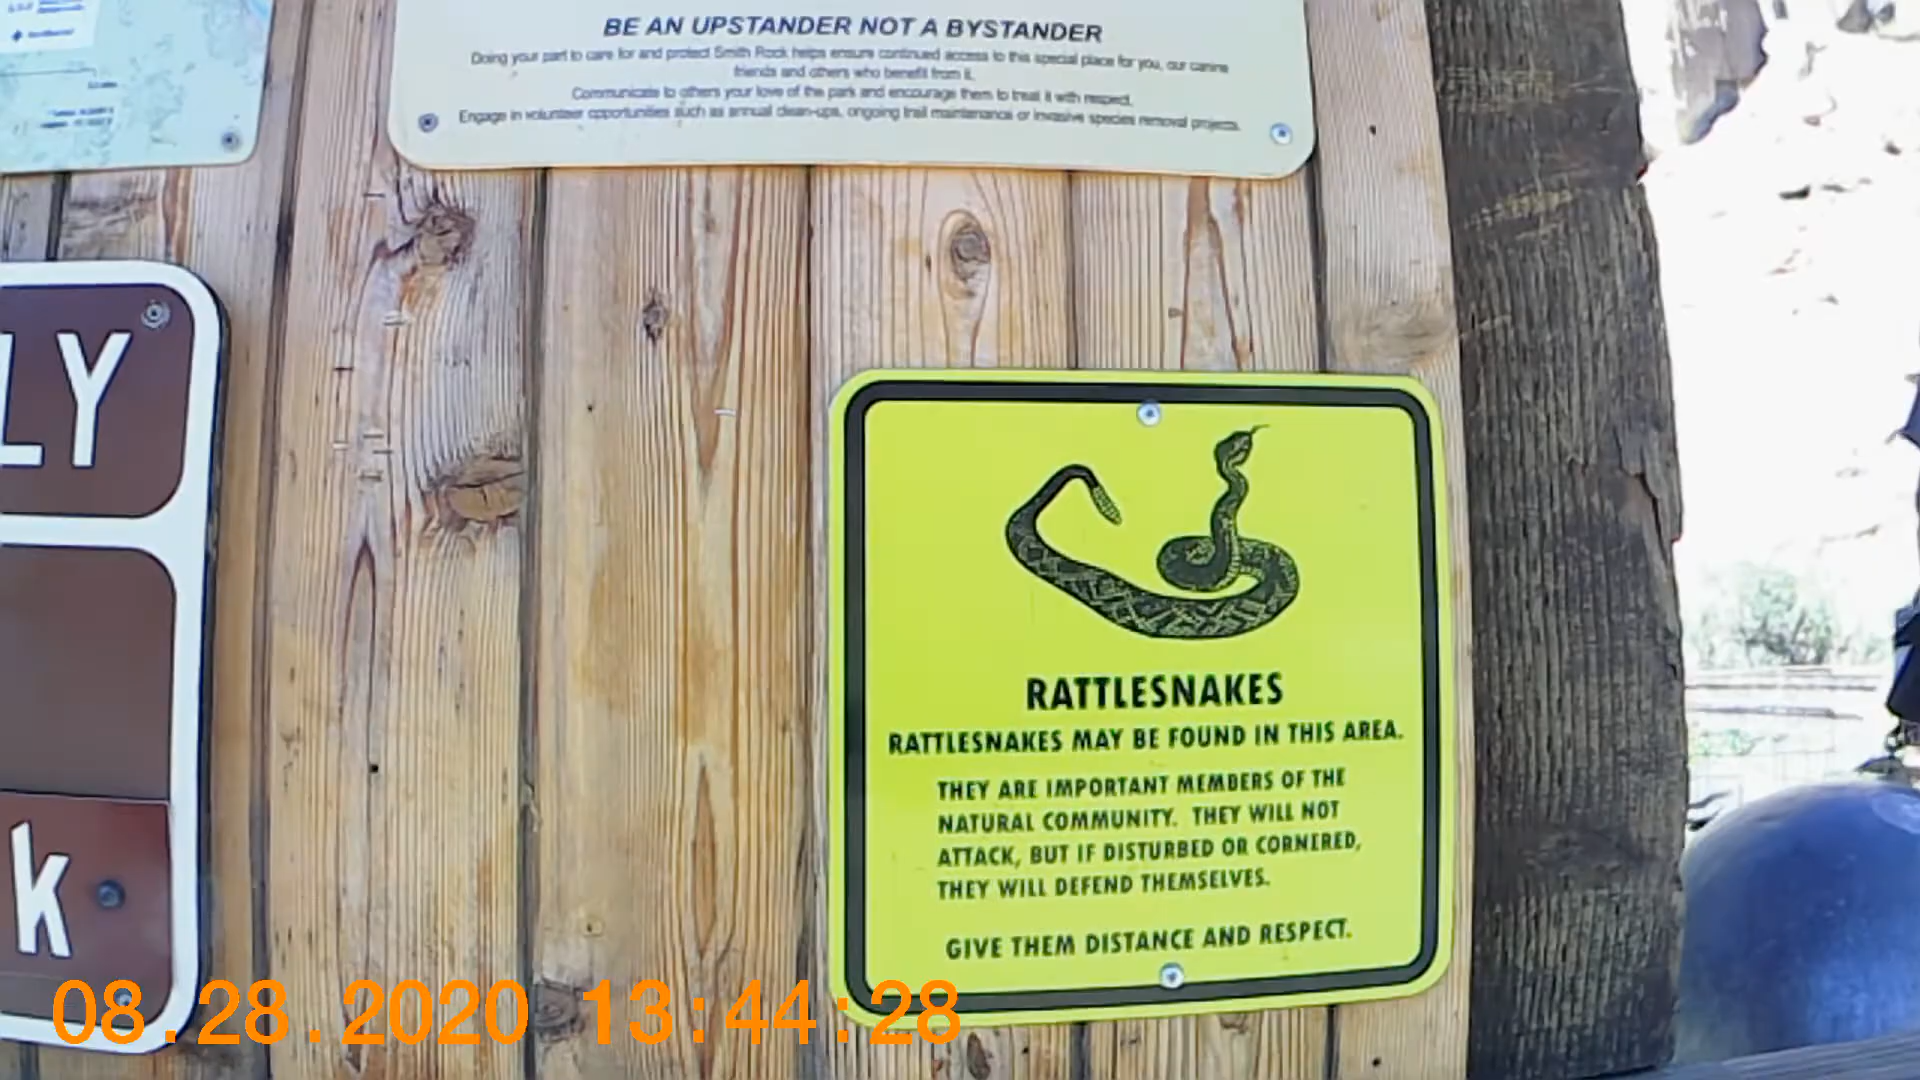 BE AN UPSTANDER NOT A BYSTANDER
Doing your part to care for and protect Smith Rock helps ensure continued access to this special place for you, our canine
friends and others who benefit from it.
Communicate to others your love of the park and encourage them to treat it with respect.
Engage in volunteer opportunities such as annual clean-ups, ongoing trail maintenance or invasive species removal projects.
LY
k
RATTLESNAKES
RATTLESNAKES MAY BE FOUND IN THIS AREA.
THEY ARE IMPORTANT MEMBERS OF THE
NATURAL COMMUNITY. THEY WILL NOT
ATTACK, BUT IF DISTURBED OR CORNERED,
THEY WILL DEFEND THEMSELVES.
GIVE THEM DISTANCE AND RESPECT.
08.28.2020 13:44:28